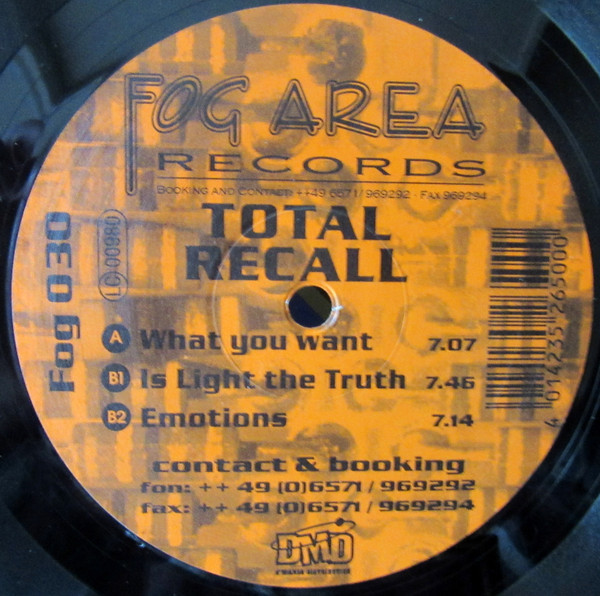 FOG AREA
RECORDS
BOOKING AND CONTACT: ++49 6571 / 969292 - FAX 969294
TOTAL
RECALL
Fog 030
LC 00980
A What you want 7.07
B1 Is Light the Truth 7.46
B2 Emotions 7.14
4 014235 265000
contact & booking
fon: ++ 49 (0)6571 / 969292
fax: ++ 49 (0)6571 / 969294
DMD